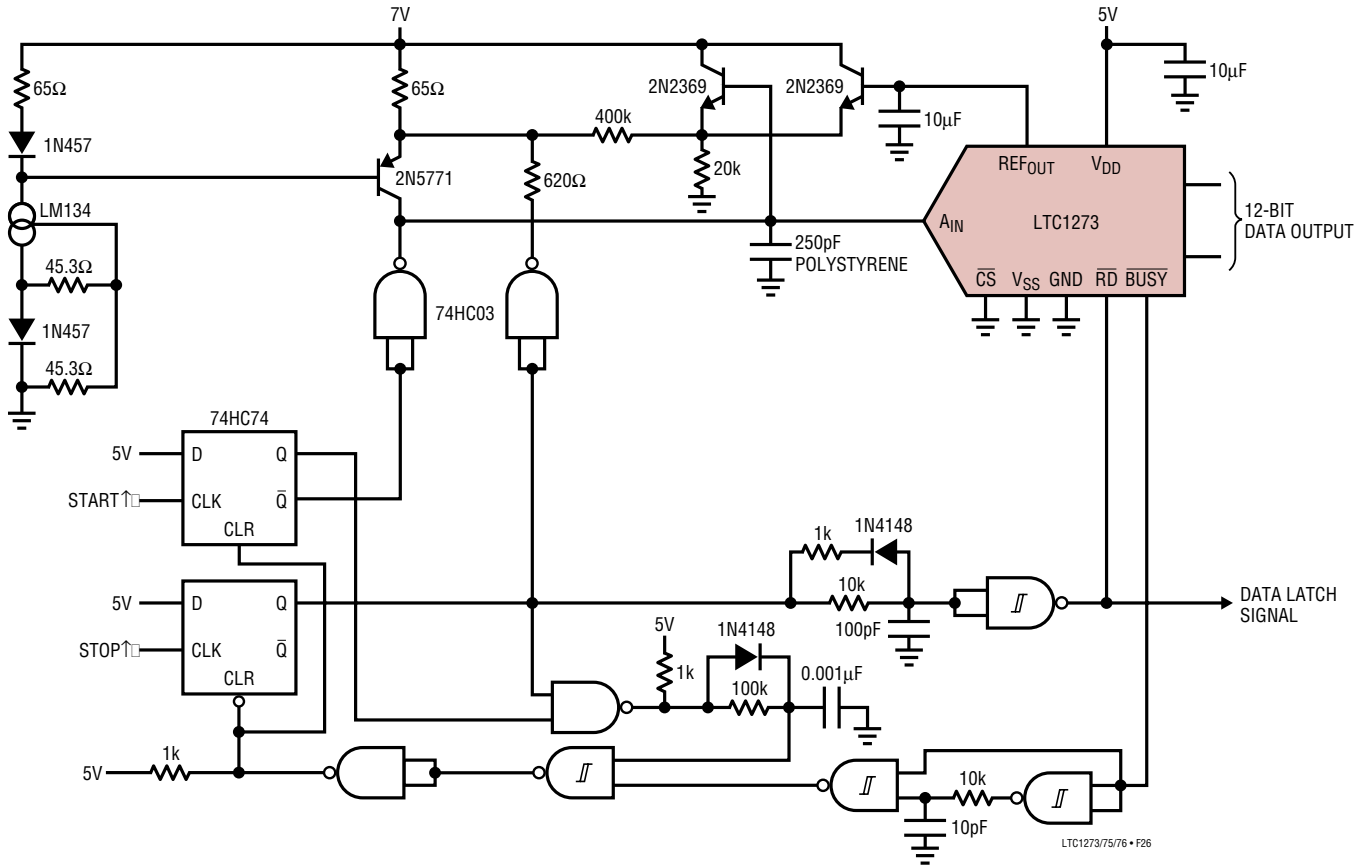 7V
5V
65Ω
65Ω
2N2369
2N2369
10µF
1N457
400k
10µF
REFOUT
VDD
2N5771
620Ω
20k
LM134
AIN
LTC1273
12-BIT
DATA OUTPUT
45.3Ω
250pF
POLYSTYRENE
CS
VSS
GND
RD
BUSY
74HC03
1N457
45.3Ω
74HC74
5V
D
Q
START↑
CLK
Q
CLR
1k
1N4148
5V
D
Q
10k
DATA LATCH
SIGNAL
100pF
STOP↑
CLK
Q
5V
1N4148
CLR
1k
100k
0.001µF
1k
5V
10k
10pF
LTC1273/75/76 • F26